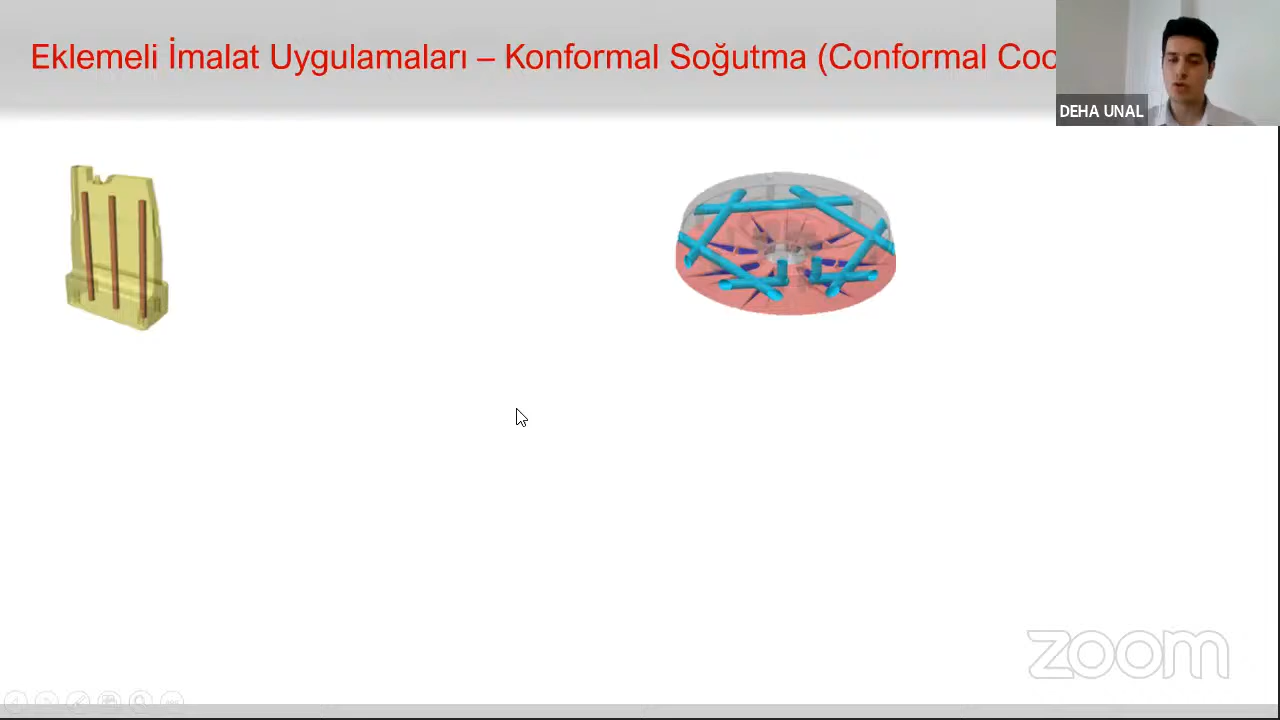 Eklemeli İmalat Uygulamaları – Konformal Soğutma (Conformal Coo
DEHA UNAL
zoom